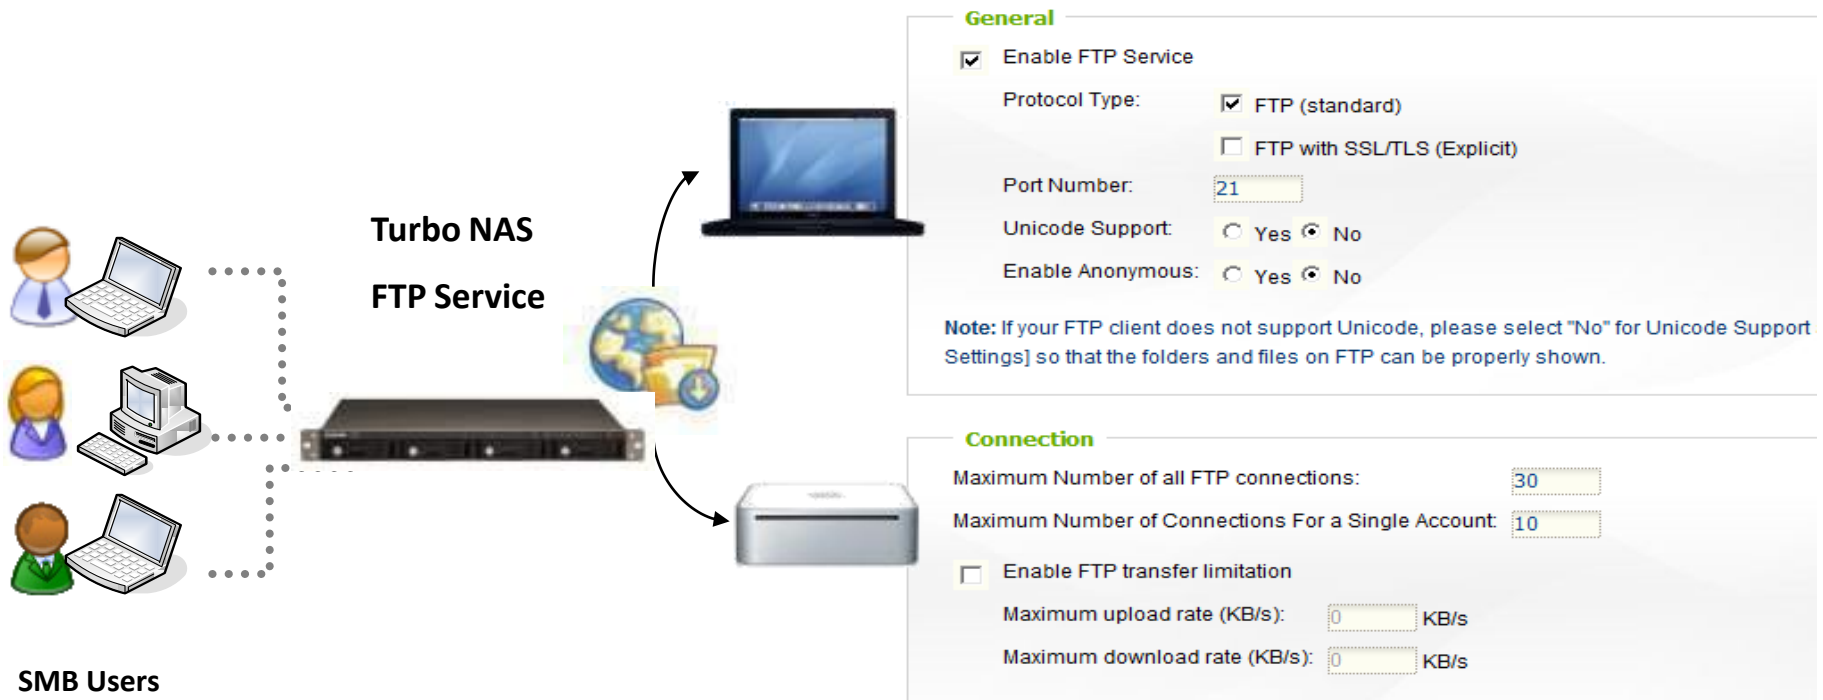 Turbo NAS
FTP Service
SMB Users
General
Enable FTP Service
Protocol Type:
FTP (standard)
FTP with SSL/TLS (Explicit)
Port Number: 21
Unicode Support: Yes No
Enable Anonymous: Yes No
Note: If your FTP client does not support Unicode, please select "No" for Unicode Support
Settings] so that the folders and files on FTP can be properly shown.
Connection
Maximum Number of all FTP connections: 30
Maximum Number of Connections For a Single Account: 10
Enable FTP transfer limitation
Maximum upload rate (KB/s): 0 KB/s
Maximum download rate (KB/s): 0 KB/s